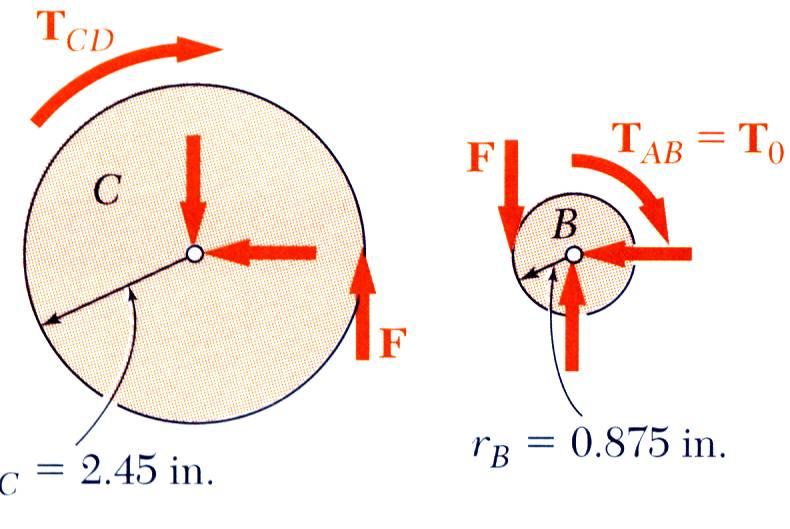 T_CD
C
F
C = 2.45 in.
F
T_AB = T_0
B
r_B = 0.875 in.